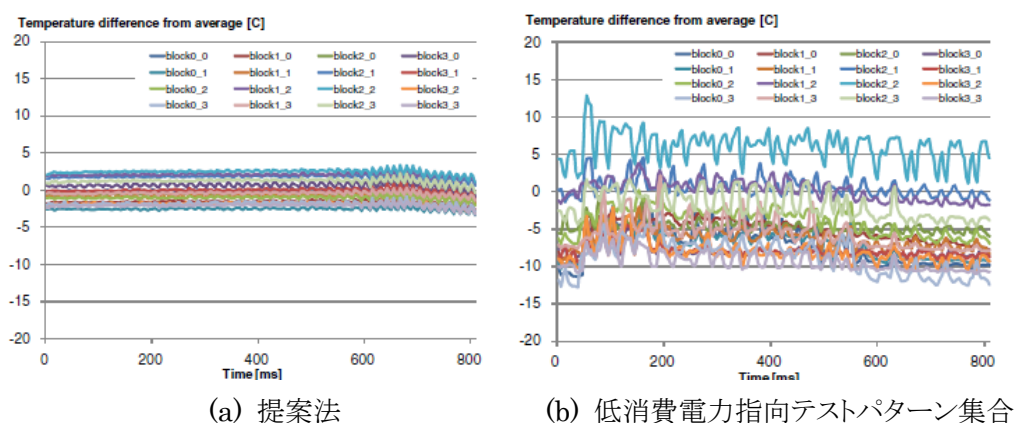 Temperature difference from average [C]
20
15
10
5
0
-5
-10
-15
-20
block0_0 block1_0 block2_0 block3_0
block0_1 block1_1 block2_1 block3_1
block0_2 block1_2 block2_2 block3_2
block0_3 block1_3 block2_3 block3_3
0 200 400 600 800
Time [ms]
(a) 提案法
Temperature difference from average [C]
20
15
10
5
0
-5
-10
-15
-20
block0_0 block1_0 block2_0 block3_0
block0_1 block1_1 block2_1 block3_1
block0_2 block1_2 block2_2 block3_2
block0_3 block1_3 block2_3 block3_3
0 200 400 600 800
Time [ms]
(b) 低消費電力指向テストパターン集合